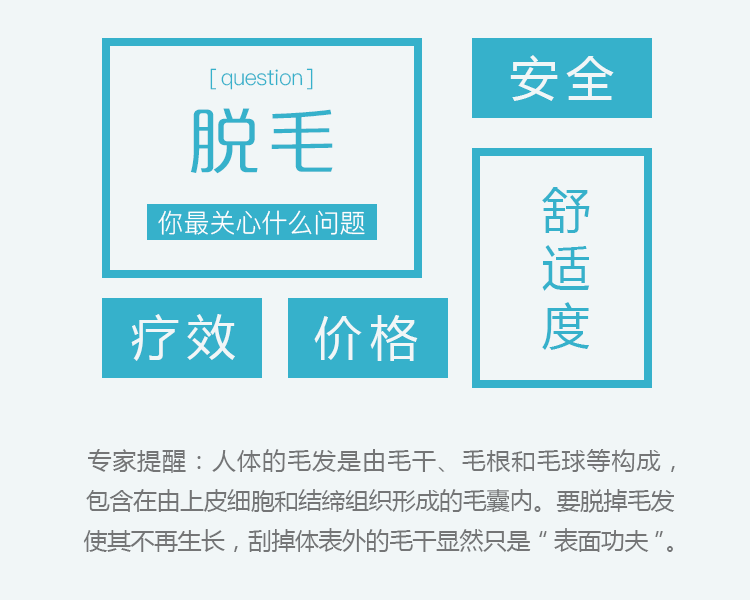 [question]
脱毛
你最关心什么问题
安全
舒适度
疗效
价格
专家提醒：人体的毛发是由毛干、毛根和毛球等构成，
包含在由上皮细胞和结缔组织形成的毛囊内。要脱掉毛发
使其不再生长，刮掉体表外的毛干显然只是“表面功夫”。